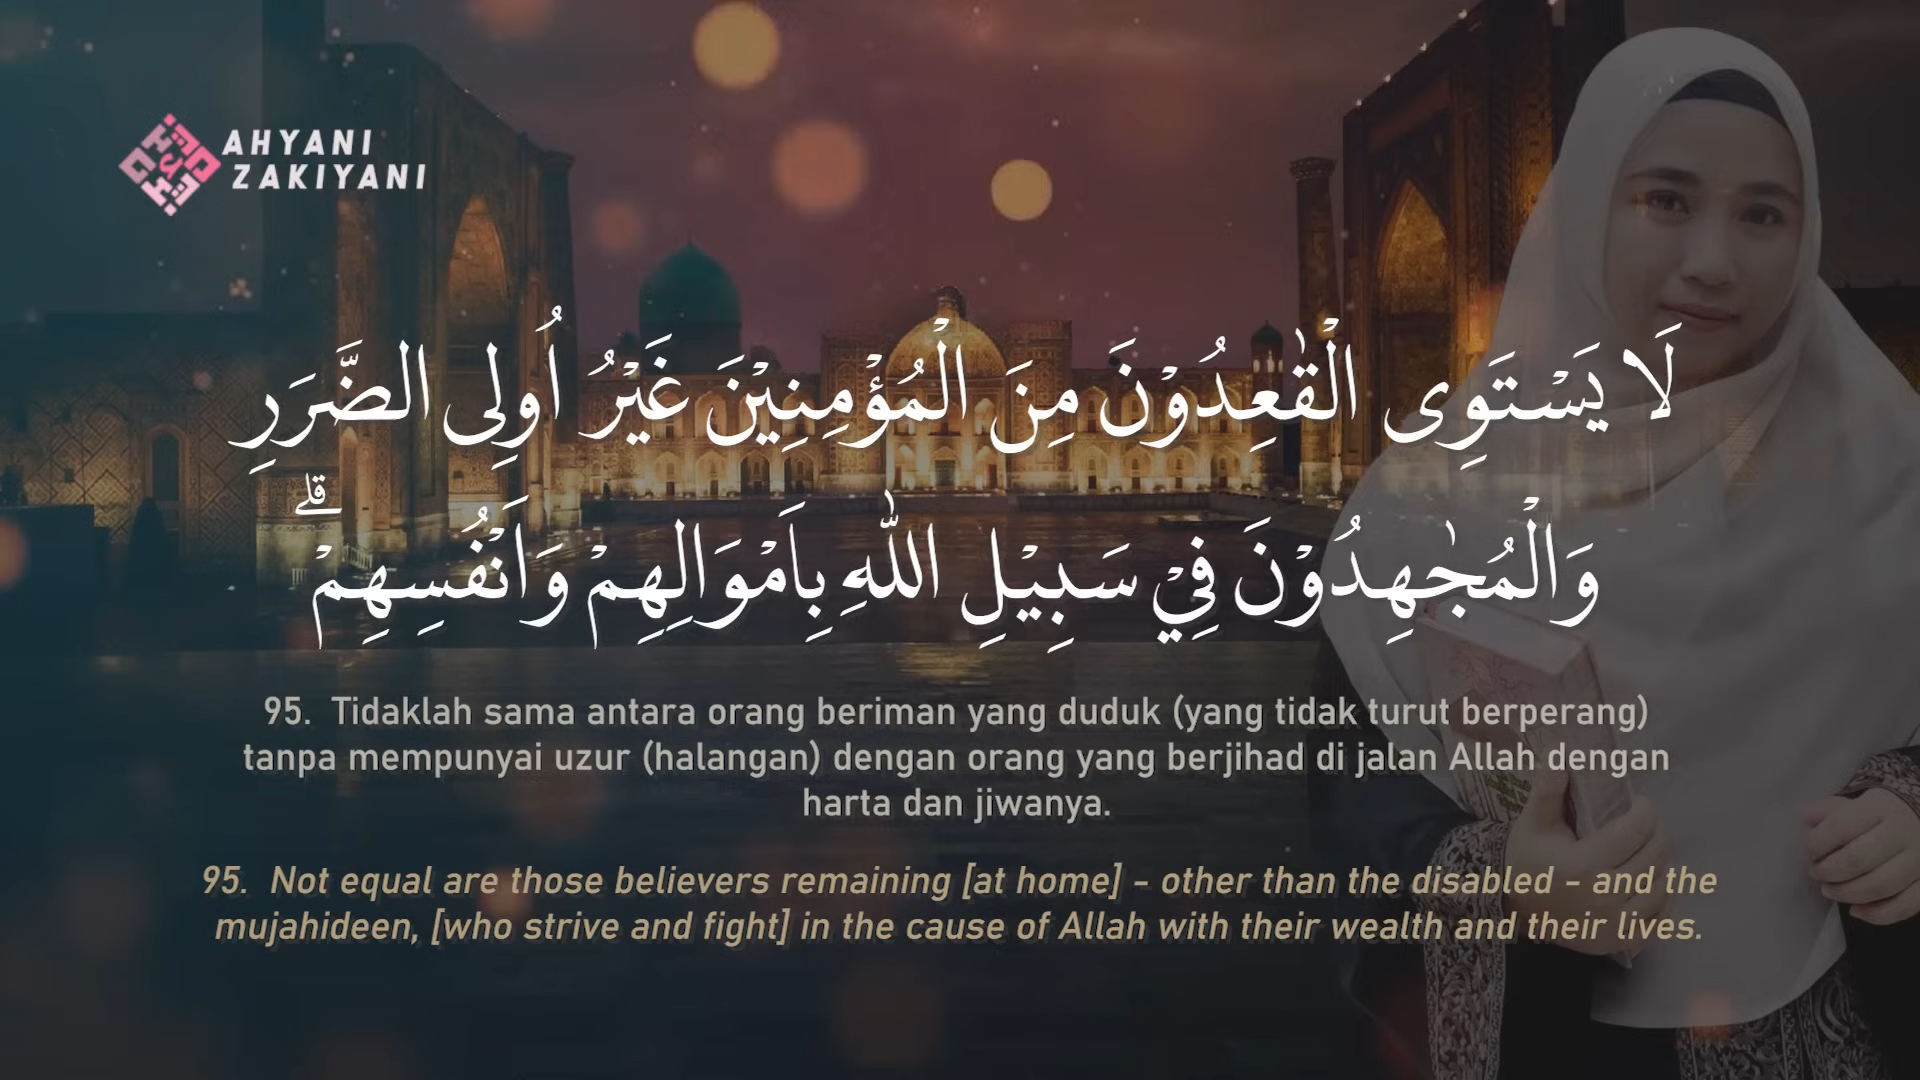 AHYANI
ZAKIYANI
لَا يَسْتَوِى الْقٰعِدُوْنَ مِنَ الْمُؤْمِنِيْنَ غَيْرُ اُولِى الضَّرَرِ
وَالْمُجٰهِدُوْنَ فِيْ سَبِيْلِ اللّٰهِ بِاَمْوَالِهِمْ وَاَنْفُسِهِمْۗ
95. Tidaklah sama antara orang beriman yang duduk (yang tidak turut berperang)
tanpa mempunyai uzur (halangan) dengan orang yang berjihad di jalan Allah dengan
harta dan jiwanya.
95. Not equal are those believers remaining [at home] - other than the disabled - and the
mujahideen, [who strive and fight] in the cause of Allah with their wealth and their lives.